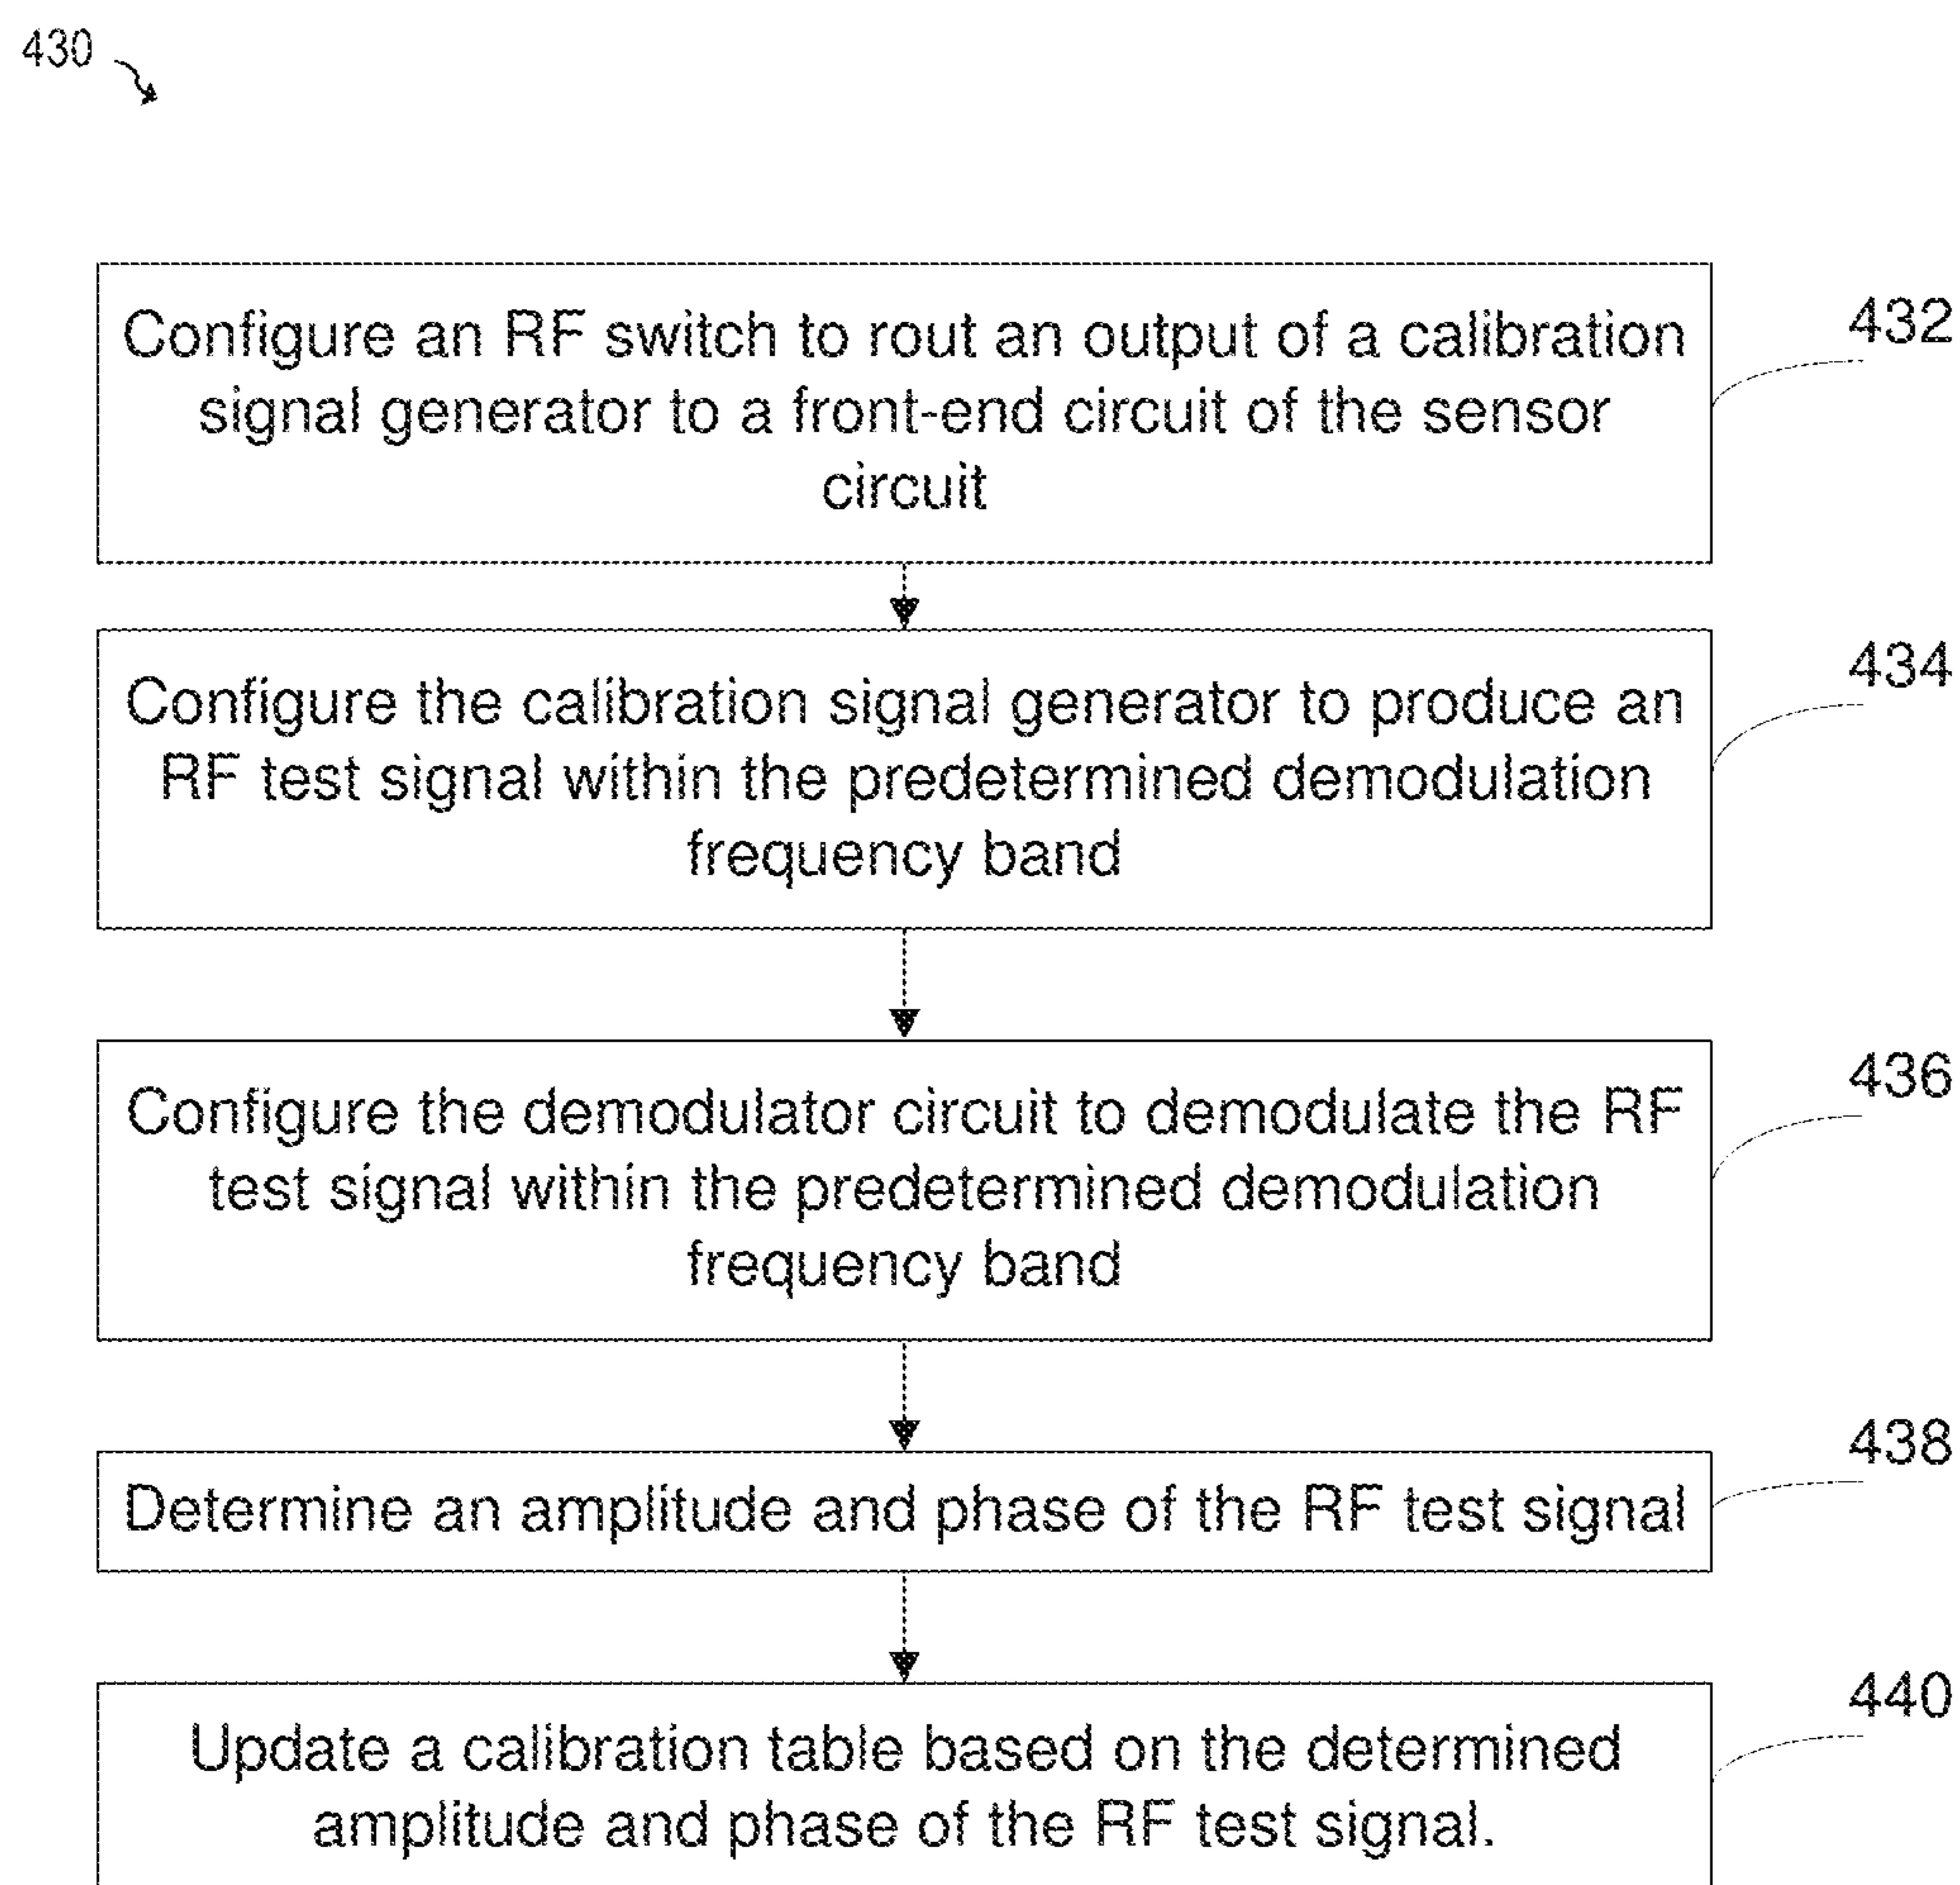 430
Configure an RF switch to rout an output of a calibration
signal generator to a front-end circuit of the sensor
circuit
432
Configure the calibration signal generator to produce an
RF test signal within the predetermined demodulation
frequency band
434
Configure the demodulator circuit to demodulate the RF
test signal within the predetermined demodulation
frequency band
436
Determine an amplitude and phase of the RF test signal
438
Update a calibration table based on the determined
amplitude and phase of the RF test signal.
440